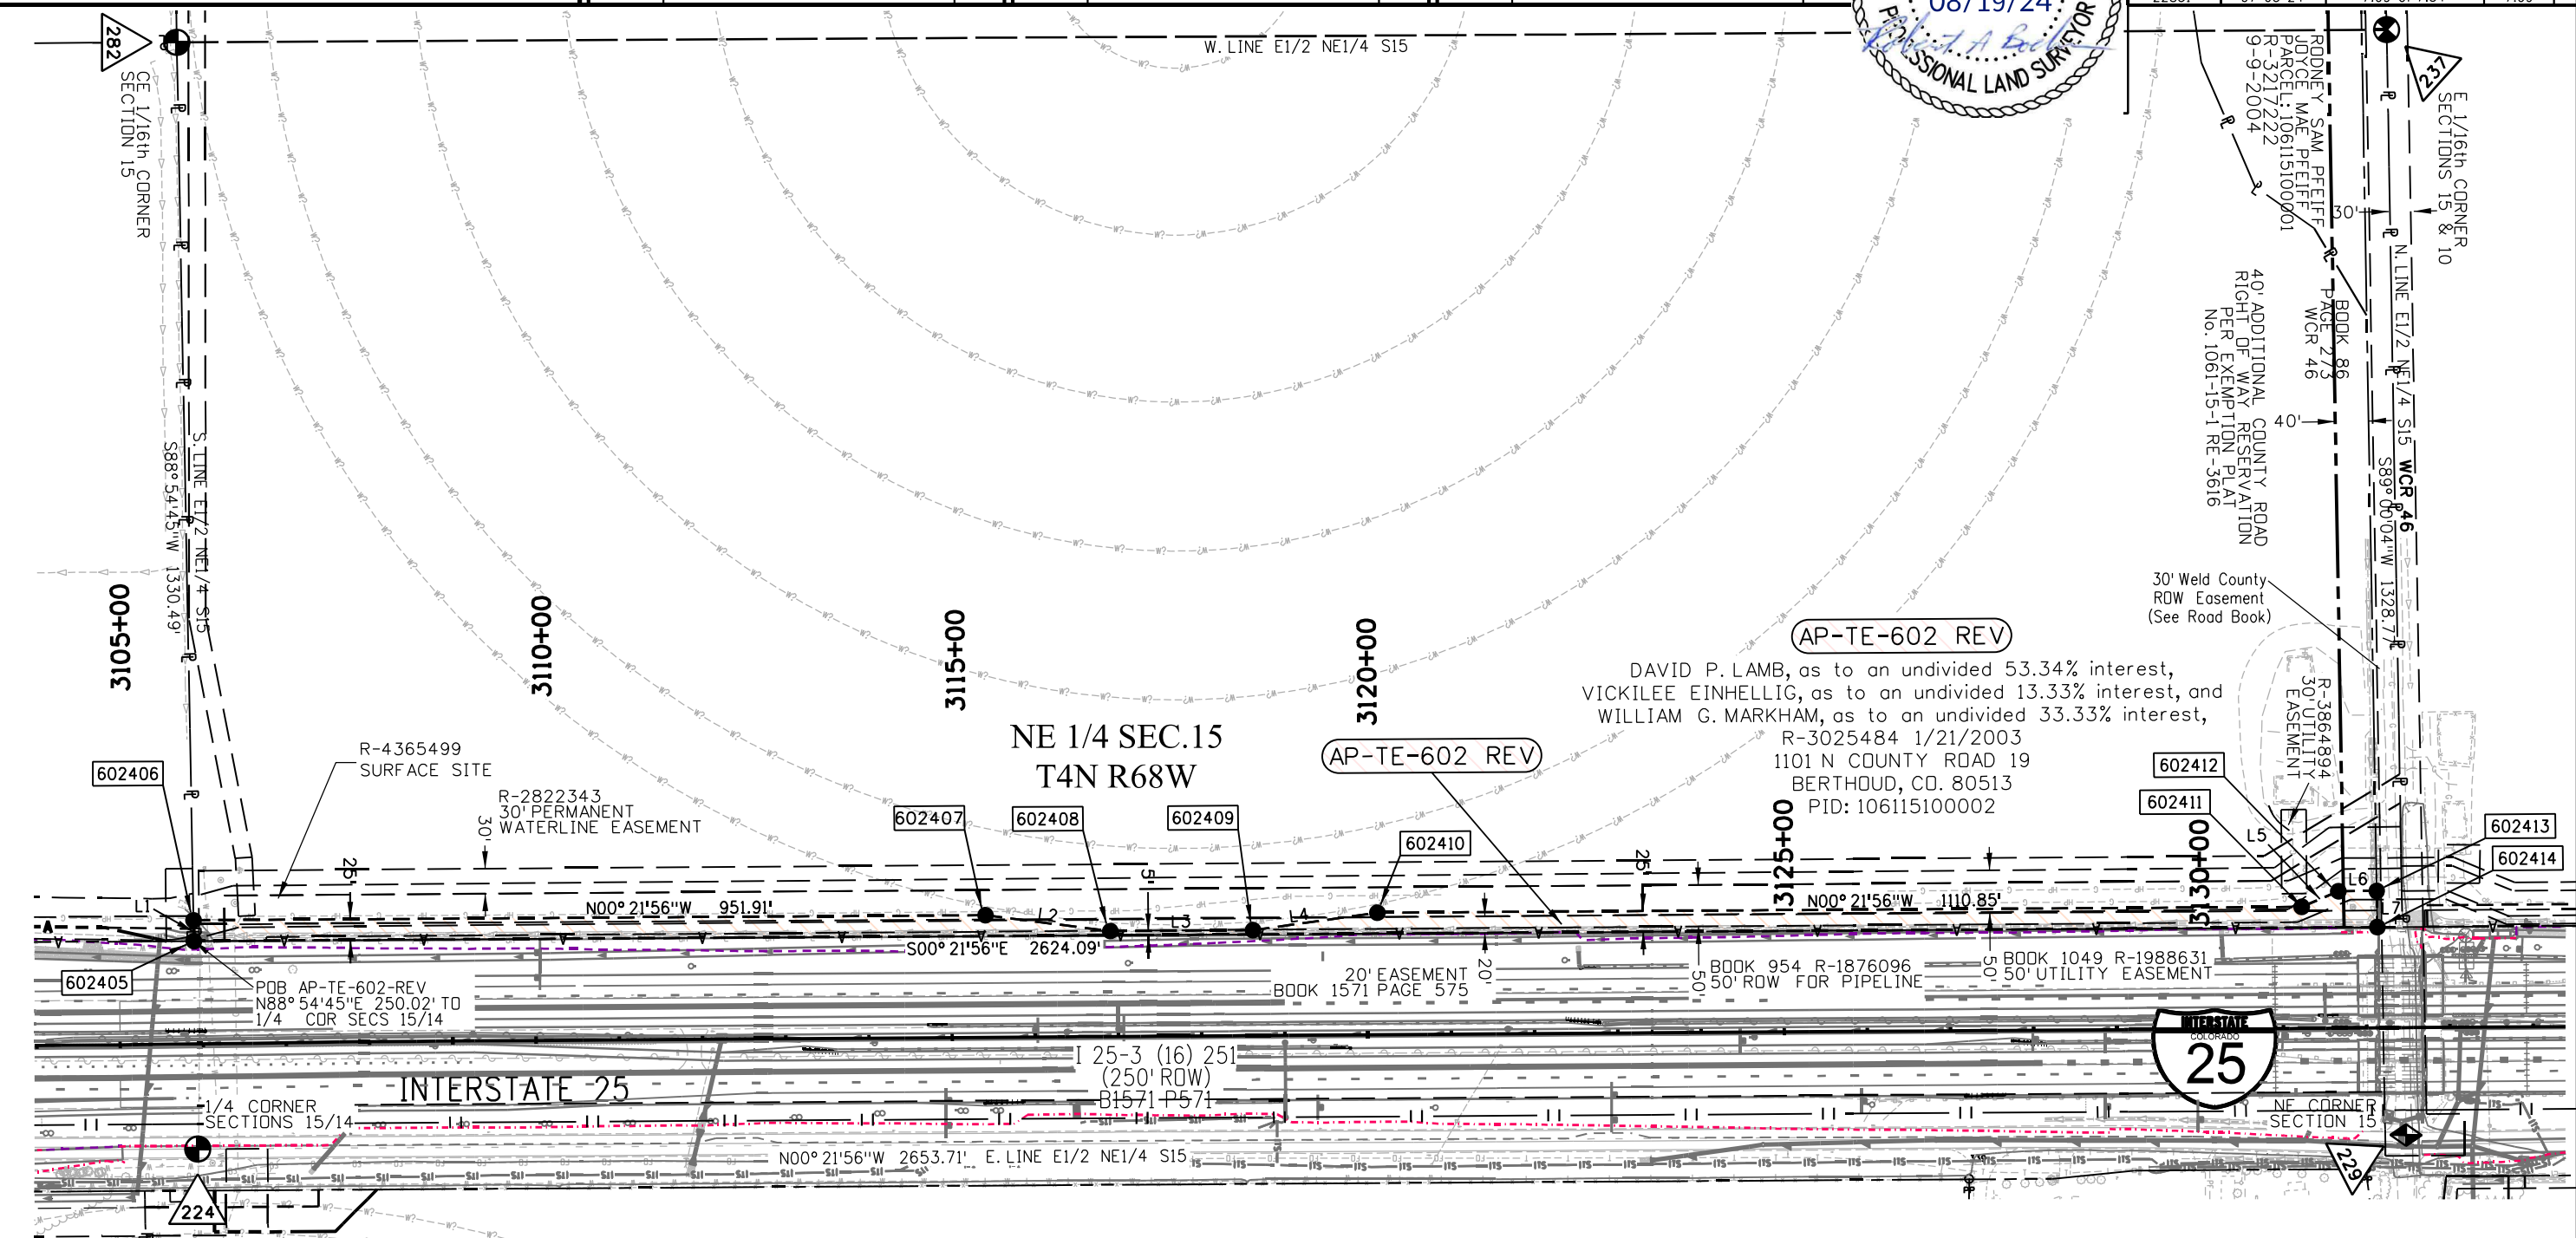 08/19/24
PROFESSIONAL LAND SURVEYOR
282
CE 1/16th CORNER
SECTION 15
W. LINE E1/2 NE1/4 S15
237
E 1/16th CORNER
SECTIONS 15 & 10
RODNEY SAM PFEIFF
JOYCE MAE PFEIFF
PARCEL: 106115100001
R-3217222
9-9-2004
30'
N. LINE E1/2 NE1/4 S15
WCR 46
S89°00'04"W 1328.77'
BOOK 86
PAGE 273
WCR 46
40' ADDITIONAL COUNTY ROAD
RIGHT OF WAY RESERVATION
PER EXEMPTION PLAT
No. 1061-15-1 RE-3616
40'
S. LINE E1/2 NE1/4 S15
S88°54'45"W 1330.49'
30' Weld County
ROW Easement
(See Road Book)
3105+00
3110+00
3115+00
3120+00
3125+00
3130+00
AP-TE-602 REV
DAVID P. LAMB, as to an undivided 53.34% interest,
VICKILEE EINHELLIG, as to an undivided 13.33% interest, and
WILLIAM G. MARKHAM, as to an undivided 33.33% interest,
R-3025484 1/21/2003
1101 N COUNTY ROAD 19
BERTHOUD, CO. 80513
PID: 106115100002
R-3864894
30' UTILITY
EASEMENT
NE 1/4 SEC.15
T4N R68W
AP-TE-602 REV
R-4365499
SURFACE SITE
R-2822343
30' PERMANENT
WATERLINE EASEMENT
30'
602406
602407
602408
602409
602410
602412
602411
602413
602414
602405
25'
5'
25'
L1
L2
L3
L4
L5
L6
N00°21'56"W 951.91'
N00°21'56"W 1110.85'
S00°21'56"E 2624.09'
POB AP-TE-602-REV
N88°54'45"E 250.02' TO
1/4 COR SECS 15/14
20' EASEMENT
BOOK 1571 PAGE 575
20'
BOOK 954 R-1876096
50' ROW FOR PIPELINE
50'
BOOK 1049 R-1988631
50' UTILITY EASEMENT
50'
I 25-3 (16) 251
(250' ROW)
B1571 P571
INTERSTATE 25
INTERSTATE
COLORADO
25
1/4 CORNER
SECTIONS 15/14
NE CORNER
SECTION 15
N00°21'56"W 2653.71' E. LINE E1/2 NE1/4 S15
224
229